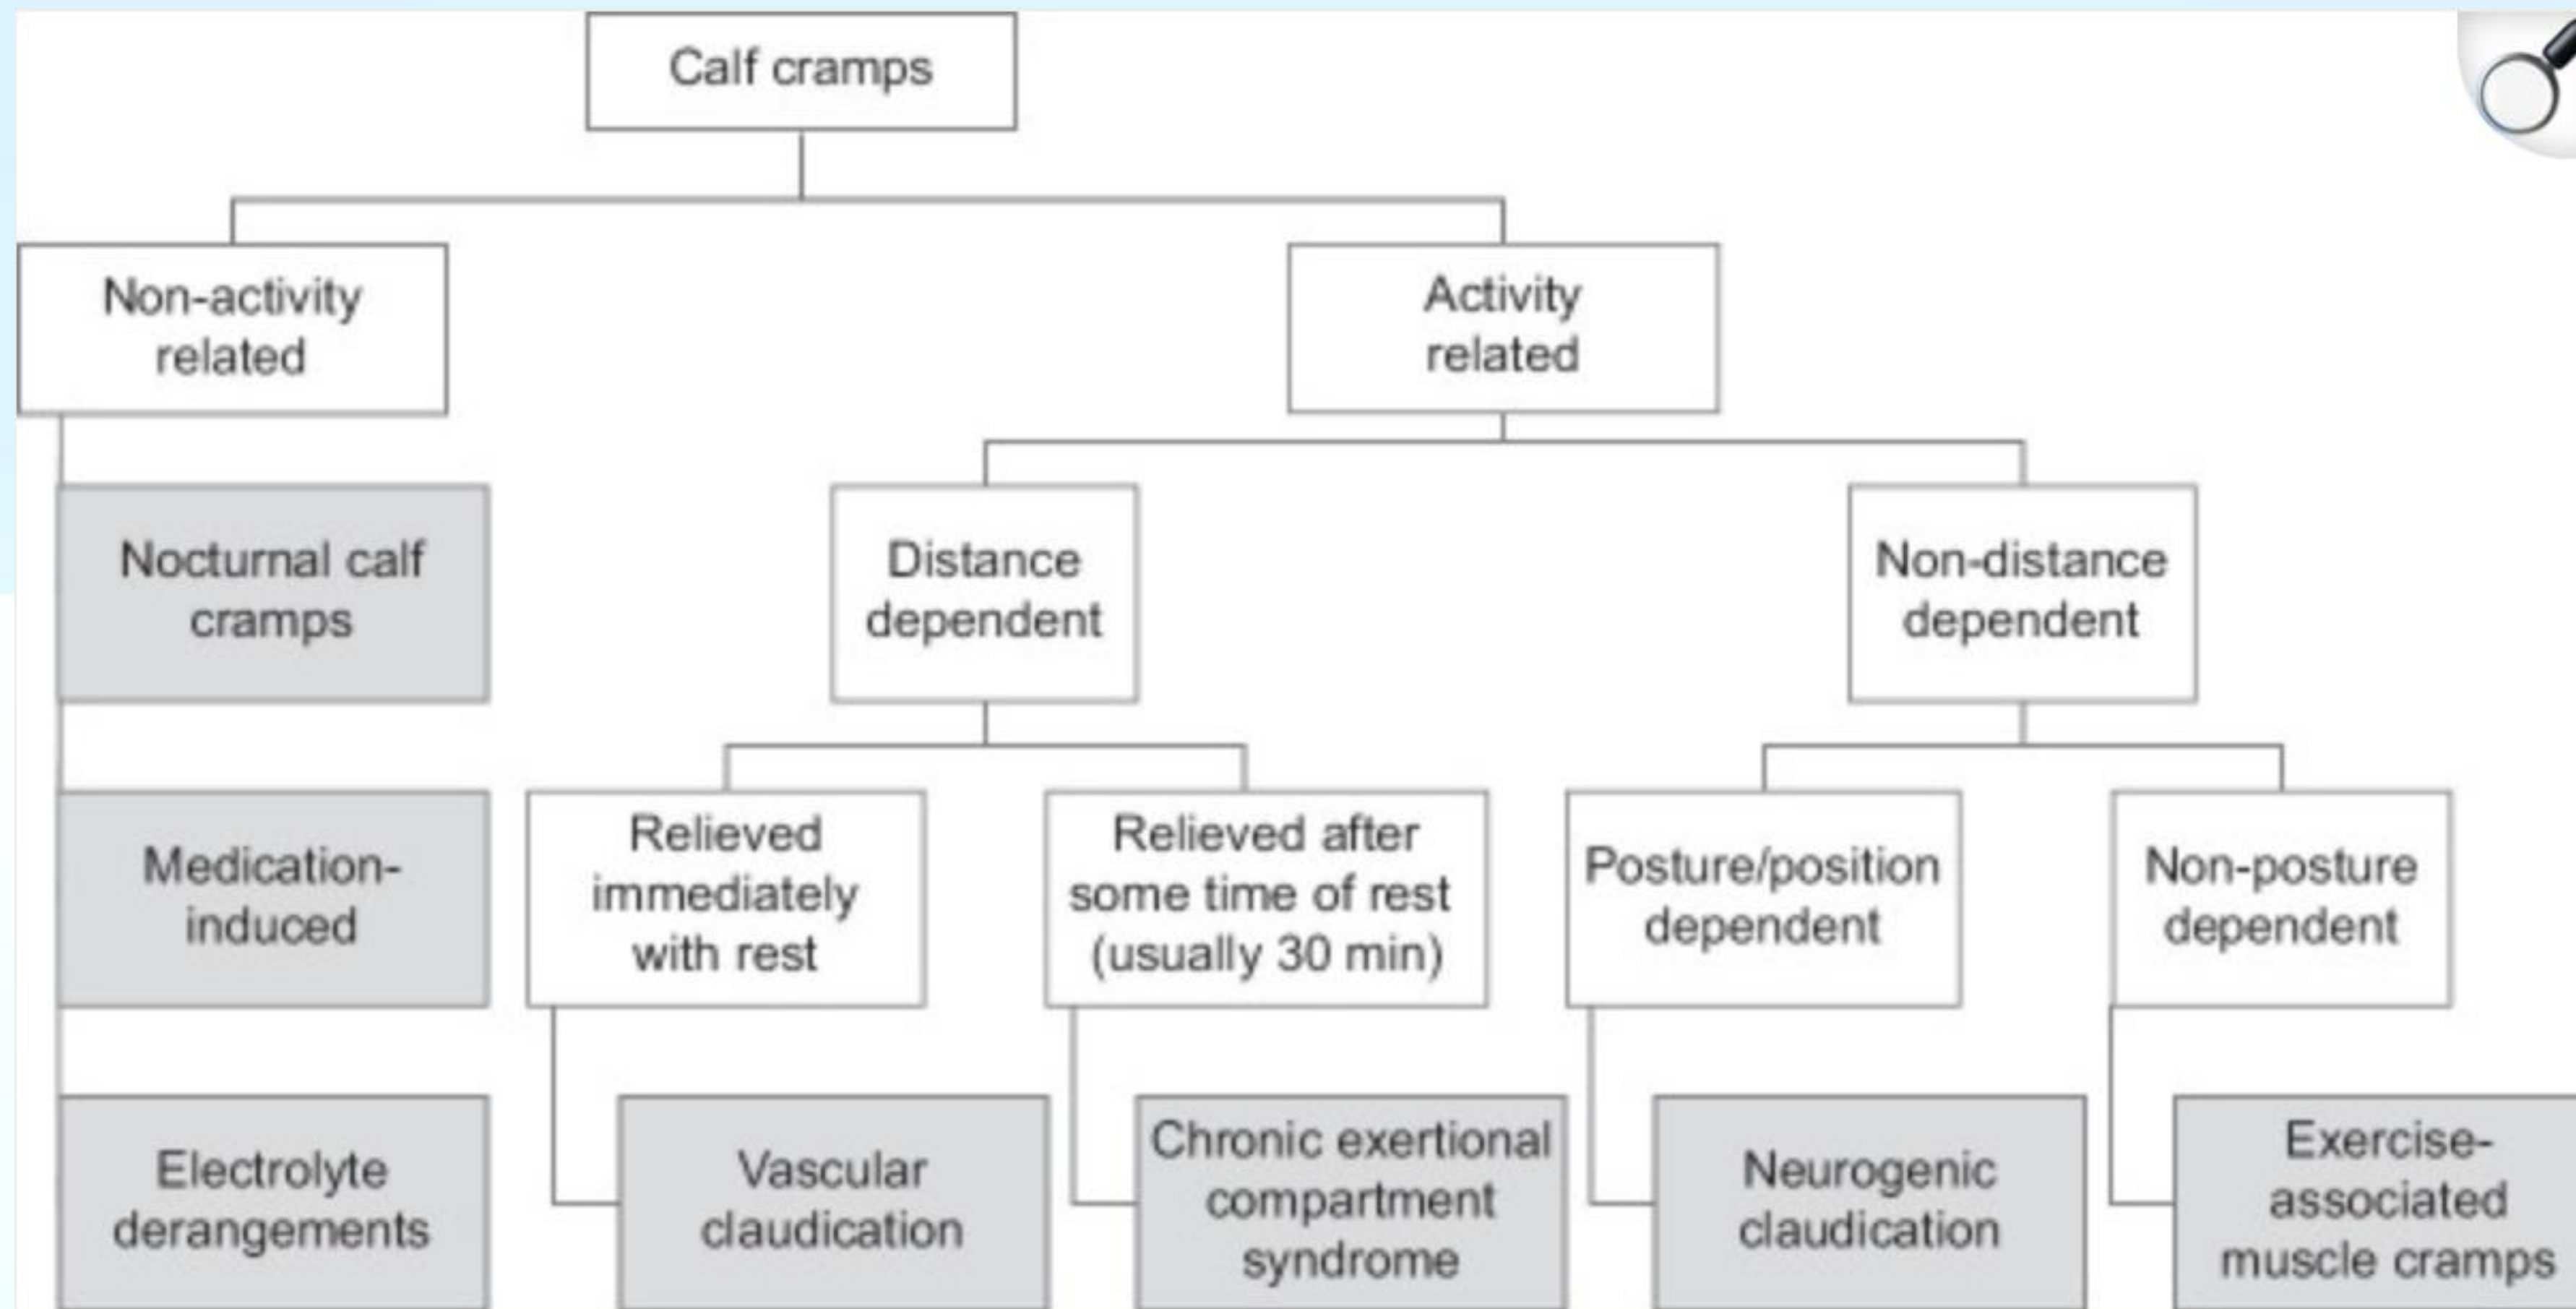 Calf cramps
Non-activity
related
Activity
related
Nocturnal calf
cramps
Distance
dependent
Non-distance
dependent
Medication-
induced
Relieved
immediately
with rest
Relieved after
some time of rest
(usually 30 min)
Posture/position
dependent
Non-posture
dependent
Electrolyte
derangements
Vascular
claudication
Chronic exertional
compartment
syndrome
Neurogenic
claudication
Exercise-
associated
muscle cramps